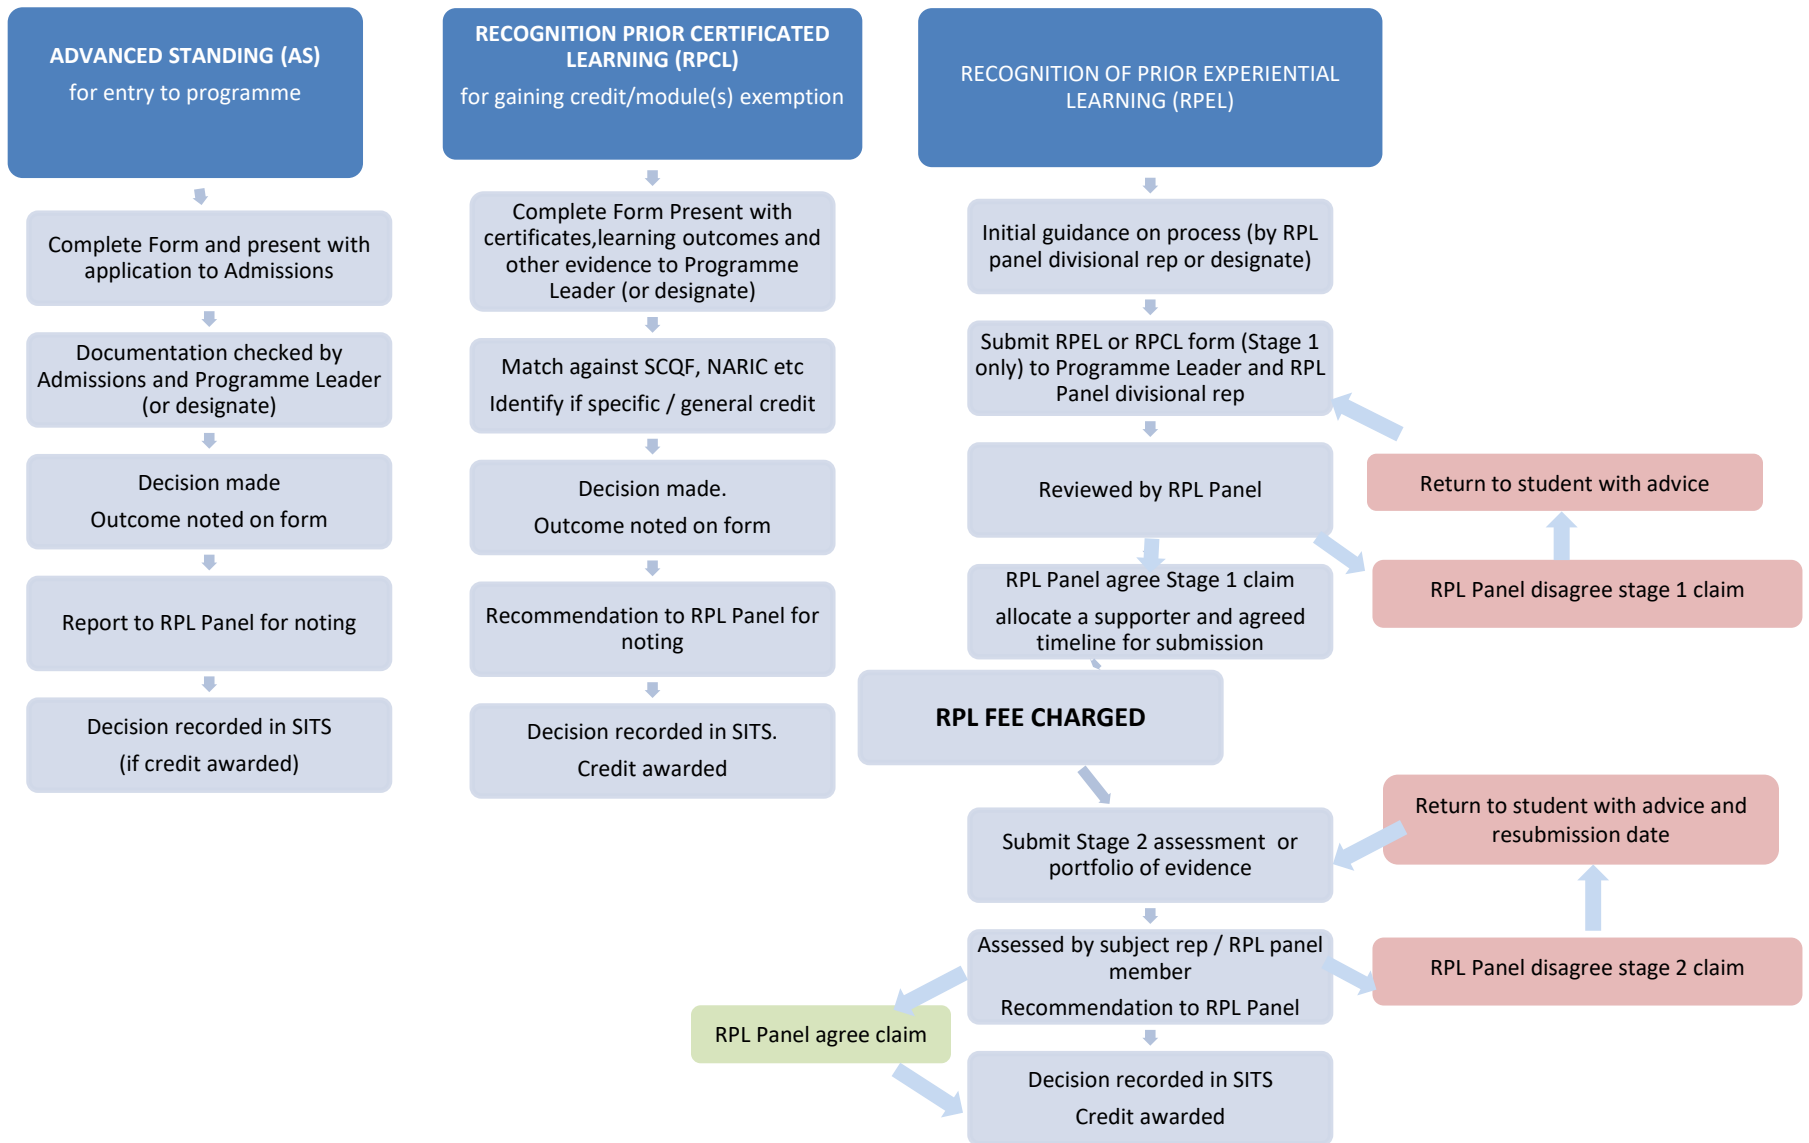 ADVANCED STANDING (AS)
for entry to programme
Complete Form and present with
application to Admissions
Documentation checked by
Admissions and Programme Leader
(or designate)
Decision made
Outcome noted on form
Report to RPL Panel for noting
Decision recorded in SITS
(if credit awarded)
RECOGNITION PRIOR CERTIFICATED
LEARNING (RPCL)
for gaining credit/module(s) exemption
Complete Form Present with
certificates,learning outcomes and
other evidence to Programme
Leader (or designate)
Match against SCQF, NARIC etc
Identify if specific / general credit
Decision made.
Outcome noted on form
Recommendation to RPL Panel for
noting
Decision recorded in SITS.
Credit awarded
RECOGNITION OF PRIOR EXPERIENTIAL
LEARNING (RPEL)
Initial guidance on process (by RPL
panel divisional rep or designate)
Submit RPEL or RPCL form (Stage 1
only) to Programme Leader and RPL
Panel divisional rep
Reviewed by RPL Panel
Return to student with advice
RPL Panel disagree stage 1 claim
RPL Panel agree Stage 1 claim
allocate a supporter and agreed
timeline for submission
RPL FEE CHARGED
Submit Stage 2 assessment or
portfolio of evidence
Return to student with advice and
resubmission date
Assessed by subject rep / RPL panel
member
Recommendation to RPL Panel
RPL Panel disagree stage 2 claim
RPL Panel agree claim
Decision recorded in SITS
Credit awarded